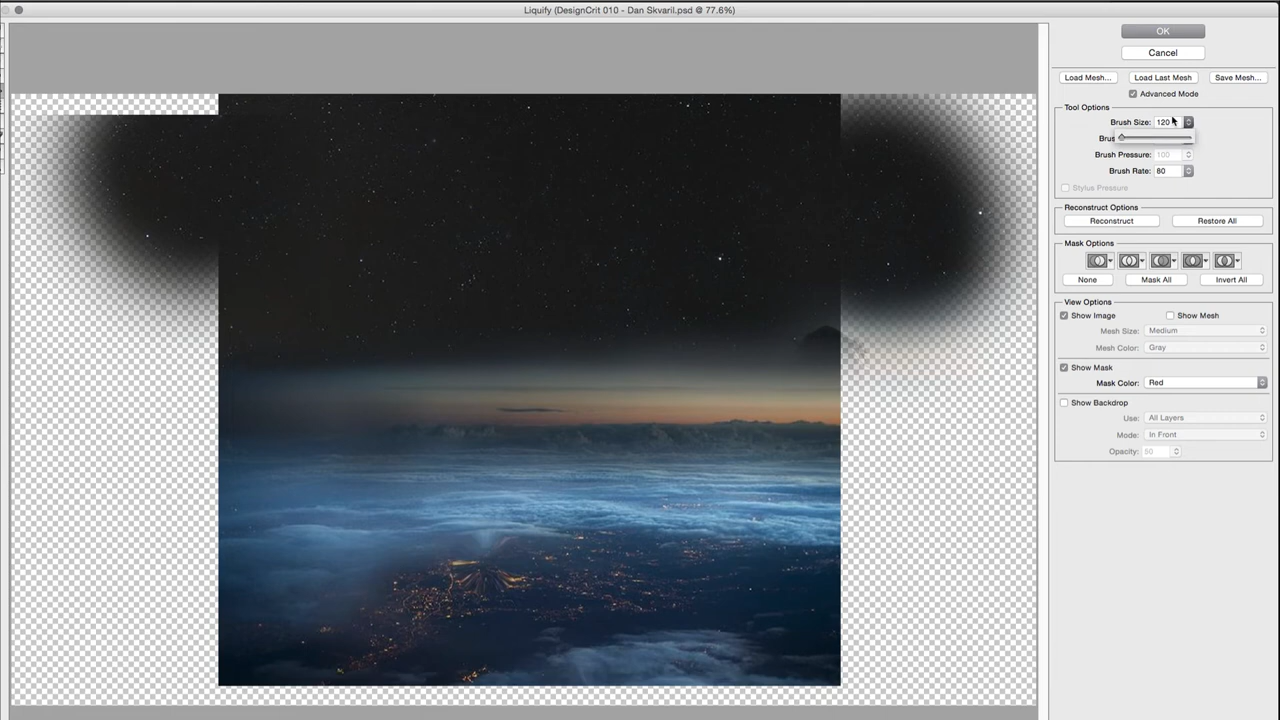 Liquify (DesignCrit 010 - Dan Skvaril.psd @ 77.6%)
OK
Cancel
Load Mesh...
Load Last Mesh
Save Mesh...
Advanced Mode
Tool Options
Brush Size: 120
Brus
Brush Pressure: 100
Brush Rate: 80
Stylus Pressure
Reconstruct Options
Reconstruct
Restore All
Mask Options
None
Mask All
Invert All
View Options
Show Image
Show Mesh
Mesh Size: Medium
Mesh Color: Gray
Show Mask
Mask Color: Red
Show Backdrop
Use: All Layers
Mode: In Front
Opacity: 50